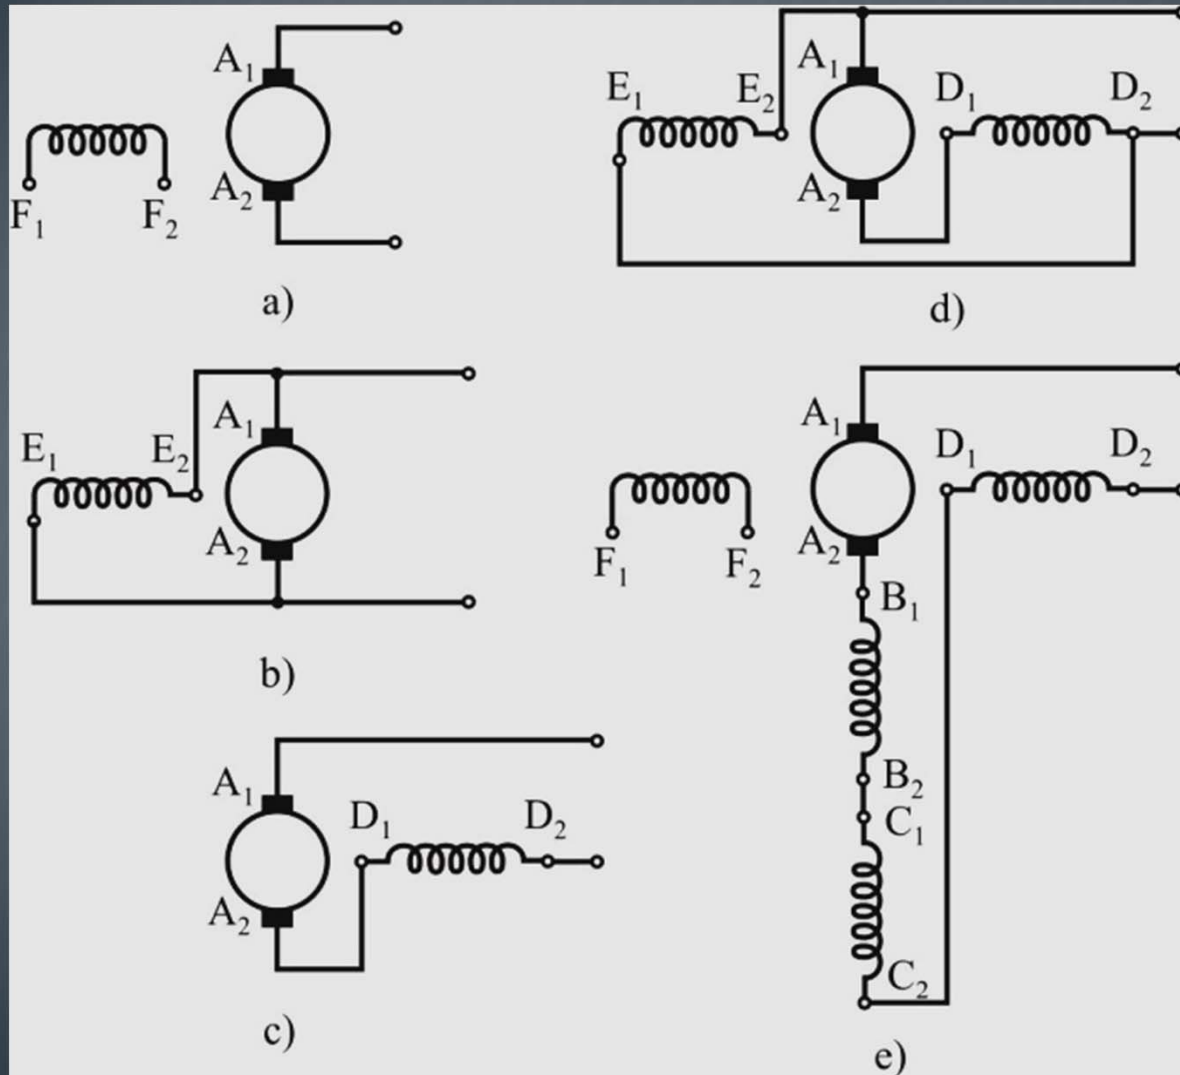 A₁
A₂
F₁ F₂
a)
E₁ E₂ A₁ D₁ D₂
A₂
d)
A₁
E₁ E₂
A₂
b)
A₁
D₁ D₂
A₂
c)
A₁
D₁ D₂
F₁ F₂
A₂
B₁
B₂
C₁
C₂
e)